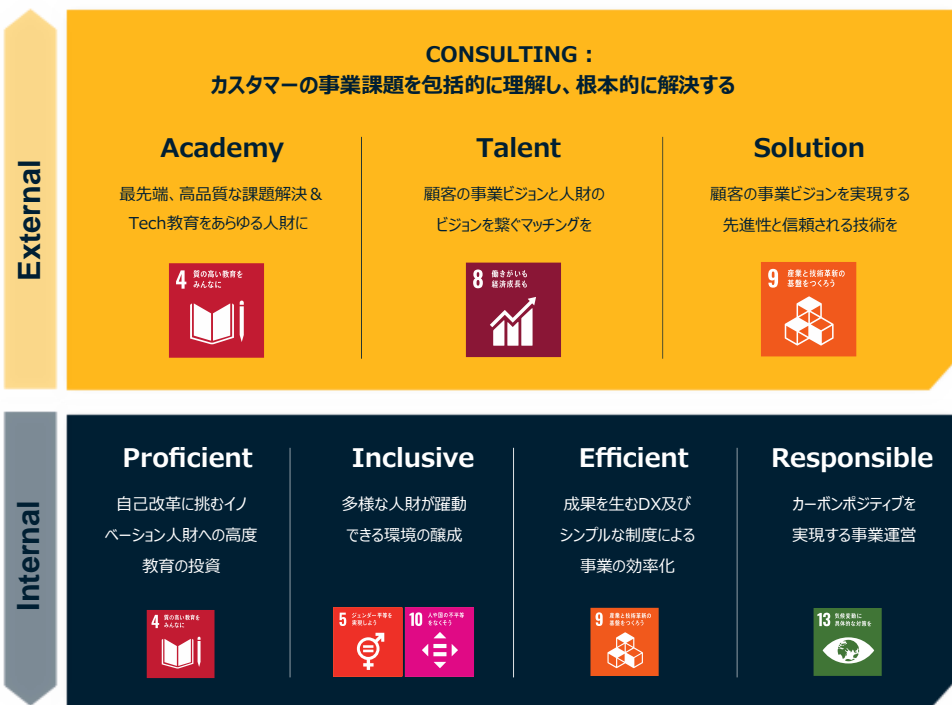 External
CONSULTING：
カスタマーの事業課題を包括的に理解し、根本的に解決する
Academy
最先端、高品質な課題解決＆
Tech教育をあらゆる人財に
4 質の高い教育を
みんなに
Talent
顧客の事業ビジョンと人財の
ビジョンを繋ぐマッチングを
8 働きがいも
経済成長も
Solution
顧客の事業ビジョンを実現する
先進性と信頼される技術を
9 産業と技術革新の
基盤をつくろう
Internal
Proficient
自己改革に挑むイノ
ベーション人財への高度
教育の投資
4 質の高い教育を
みんなに
Inclusive
多様な人財が躍動
できる環境の醸成
5 ジェンダー平等を
実現しよう
10 人や国の不平等
をなくそう
Efficient
成果を生むDX及び
シンプルな制度による
事業の効率化
9 産業と技術革新の
基盤をつくろう
Responsible
カーボンポジティブを
実現する事業運営
13 気候変動に
具体的な対策を